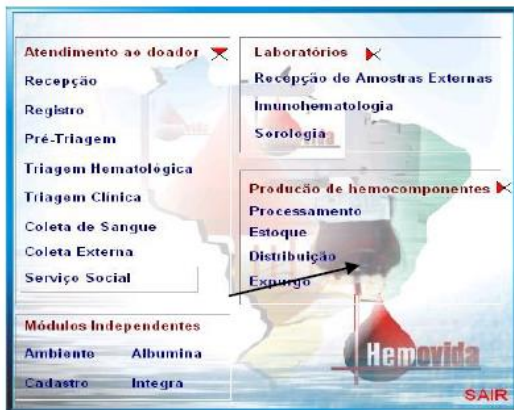 Atendimento ao doador
Recepção
Registro
Pré-Triagem
Triagem Hematológica
Triagem Clínica
Coleta de Sangue
Coleta Externa
Serviço Social
Módulos Independentes
Ambiente Albumina
Cadastro Integra
Laboratórios
Recepção de Amostras Externas
Imunohematologia
Sorologia
Produção de hemocomponentes
Processamento
Estoque
Distribuição
Expurgo
Hemovida
SAIR